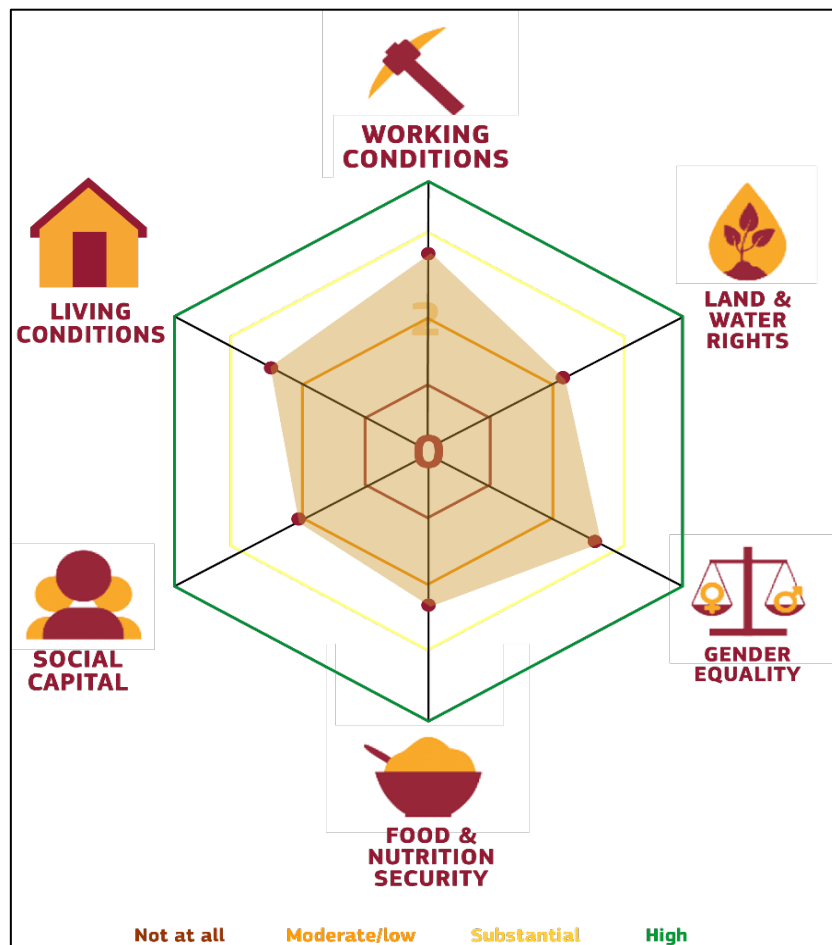 WORKING
CONDITIONS
LAND &
WATER
RIGHTS
LIVING
CONDITIONS
2
0
SOCIAL
CAPITAL
GENDER
EQUALITY
FOOD &
NUTRITION
SECURITY
Not at all Moderate/low Substantial High